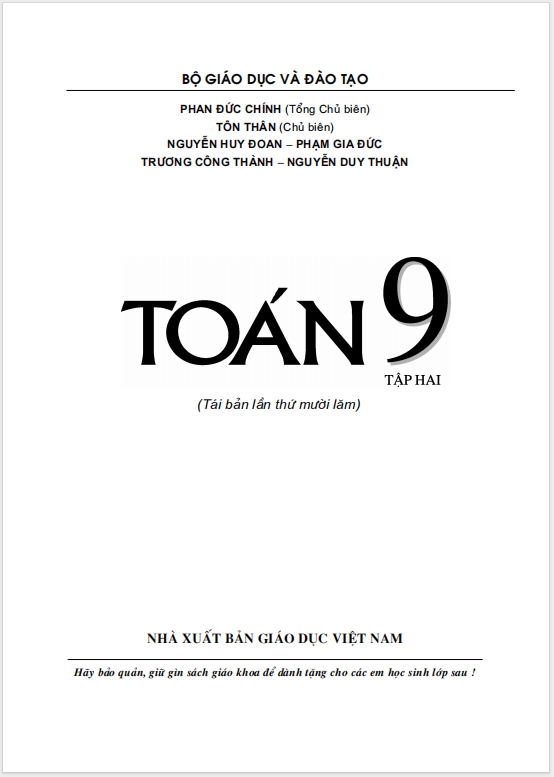 BỘ GIÁO DỤC VÀ ĐÀO TẠO
PHAN ĐỨC CHÍNH (Tổng Chủ biên)
TÔN THÂN (Chủ biên)
NGUYỄN HUY ĐOAN – PHẠM GIA ĐỨC
TRƯƠNG CÔNG THÀNH – NGUYỄN DUY THUẬN
TOÁN 9
TẬP HAI
(Tái bản lần thứ mười lăm)
NHÀ XUẤT BẢN GIÁO DỤC VIỆT NAM
Hãy bảo quản, giữ gìn sách giáo khoa để dành tặng cho các em học sinh lớp sau !